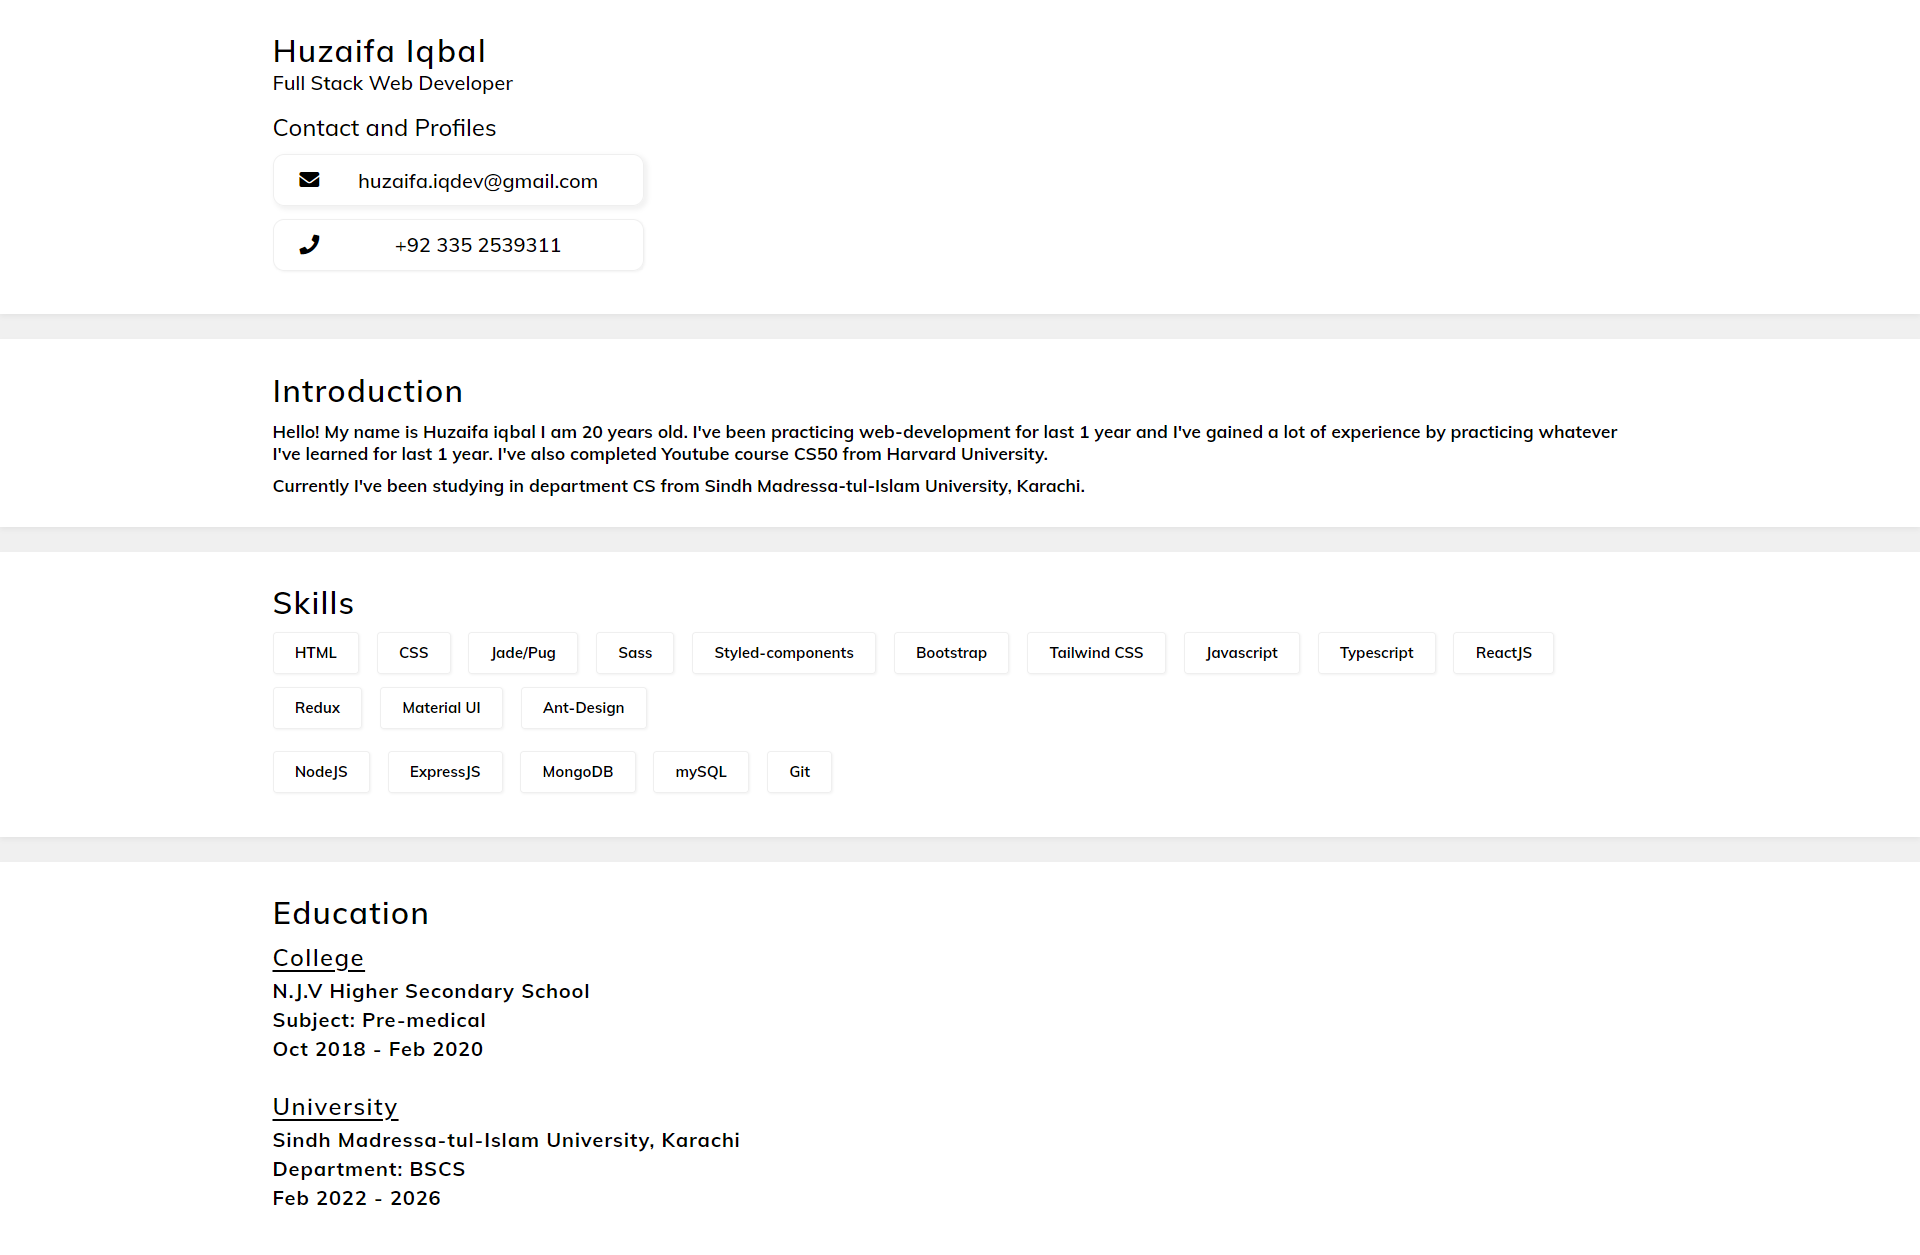 Huzaifa Iqbal
Full Stack Web Developer
Contact and Profiles
huzaifa.iqdev@gmail.com
+92 335 2539311
Introduction
Hello! My name is Huzaifa iqbal I am 20 years old. I've been practicing web-development for last 1 year and I've gained a lot of experience by practicing whatever
I've learned for last 1 year. I've also completed Youtube course CS50 from Harvard University.
Currently I've been studying in department CS from Sindh Madressa-tul-Islam University, Karachi.
Skills
HTML CSS Jade/Pug Sass Styled-components Bootstrap Tailwind CSS Javascript Typescript ReactJS
Redux Material UI Ant-Design
NodeJS ExpressJS MongoDB mySQL Git
Education
College
N.J.V Higher Secondary School
Subject: Pre-medical
Oct 2018 - Feb 2020
University
Sindh Madressa-tul-Islam University, Karachi
Department: BSCS
Feb 2022 - 2026